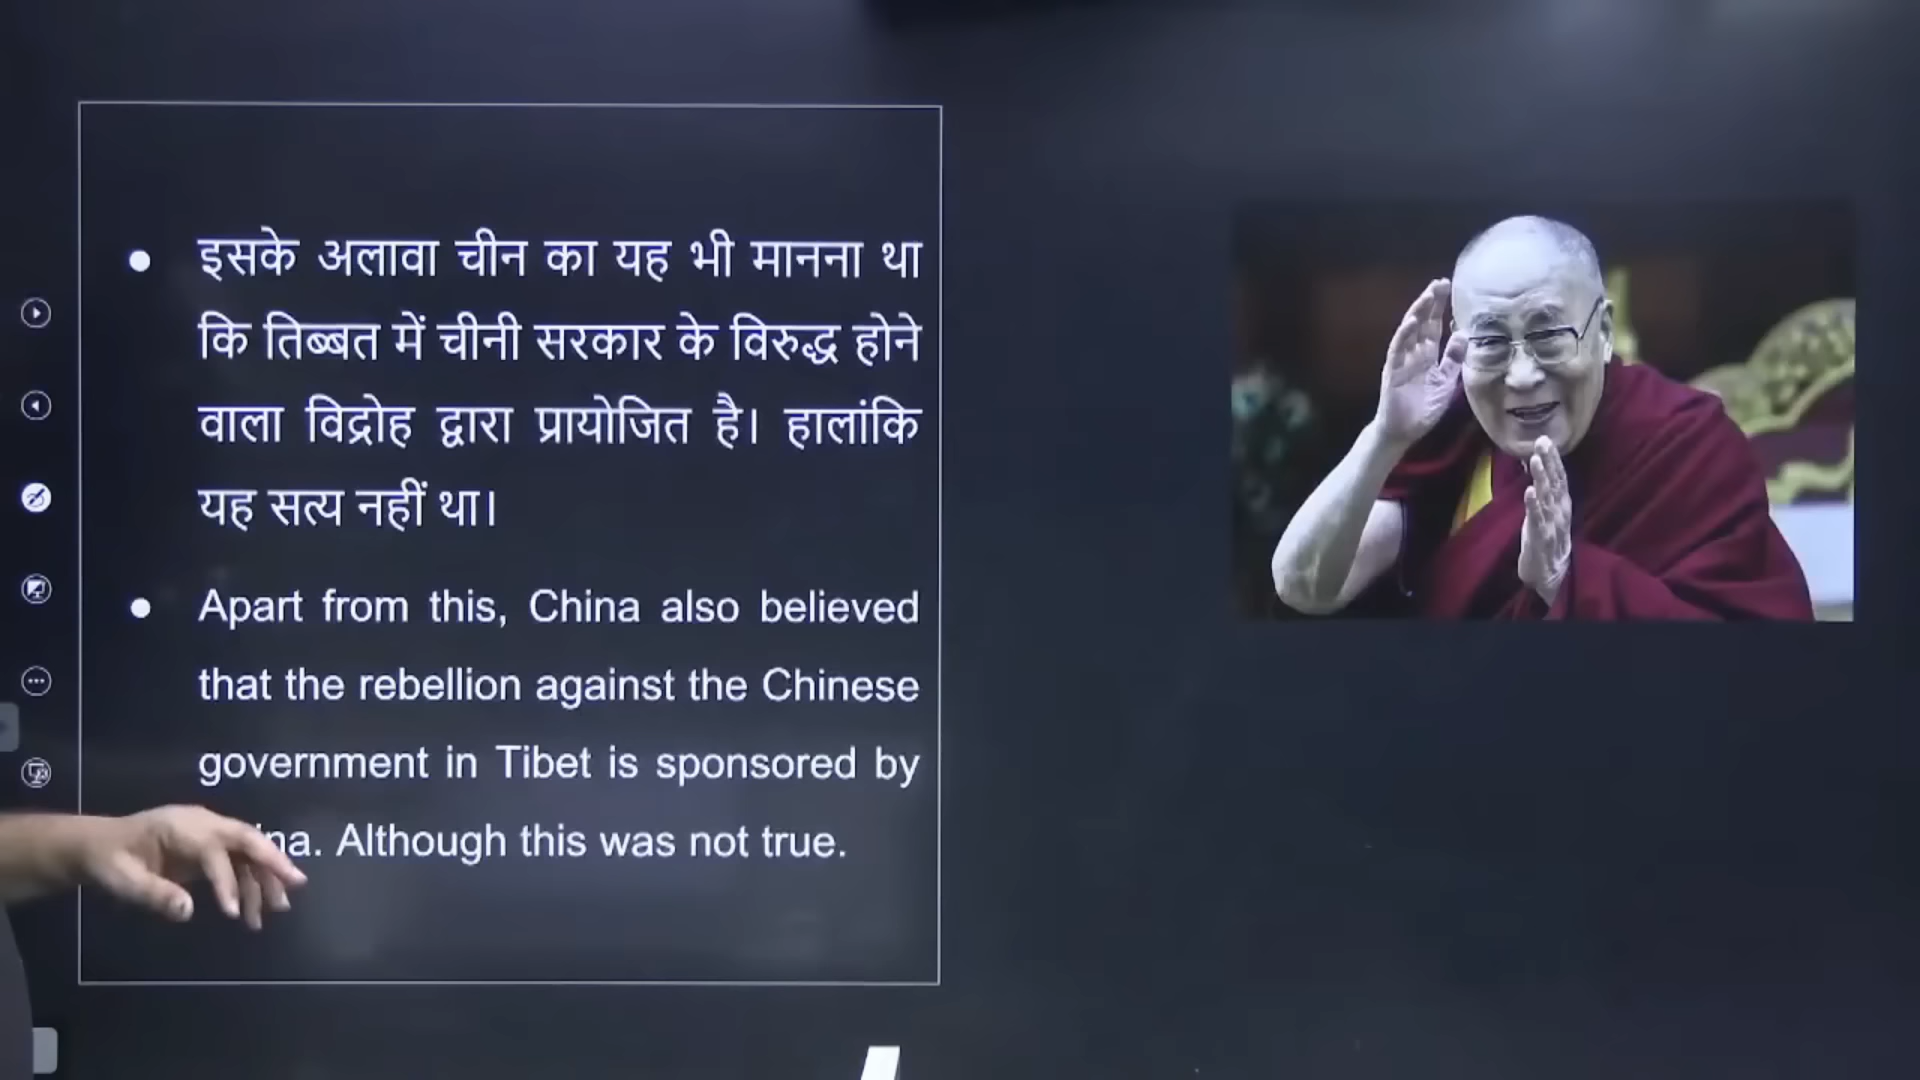 इसके अलावा चीन का यह भी मानना था
कि तिब्बत में चीनी सरकार के विरुद्ध होने
वाला विद्रोह द्वारा प्रायोजित है। हालांकि
यह सत्य नहीं था।
Apart from this, China also believed
that the rebellion against the Chinese
government in Tibet is sponsored by
Although this was not true.